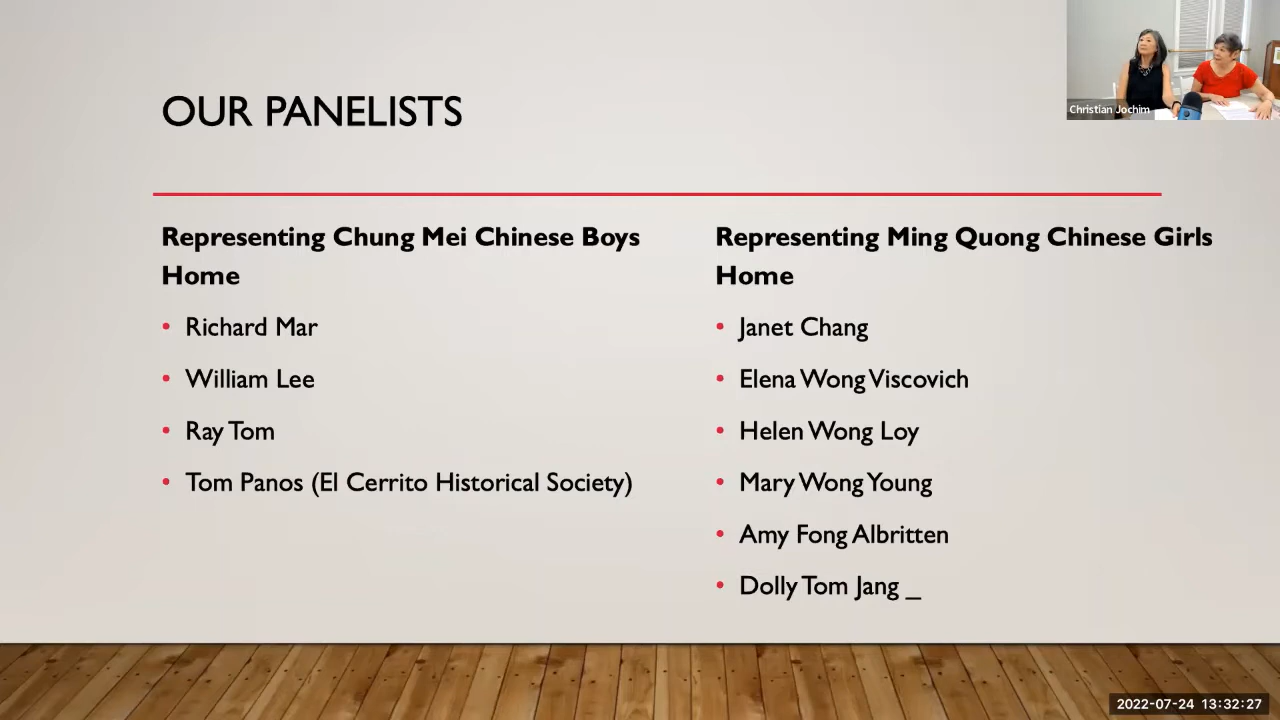 OUR PANELISTS
Christian Jochim
Representing Chung Mei Chinese Boys
Home
Richard Mar
William Lee
Ray Tom
Tom Panos (El Cerrito Historical Society)
Representing Ming Quong Chinese Girls
Home
Janet Chang
Elena Wong Viscovich
Helen Wong Loy
Mary Wong Young
Amy Fong Albritten
Dolly Tom Jang _
2022-07-24 13:32:27